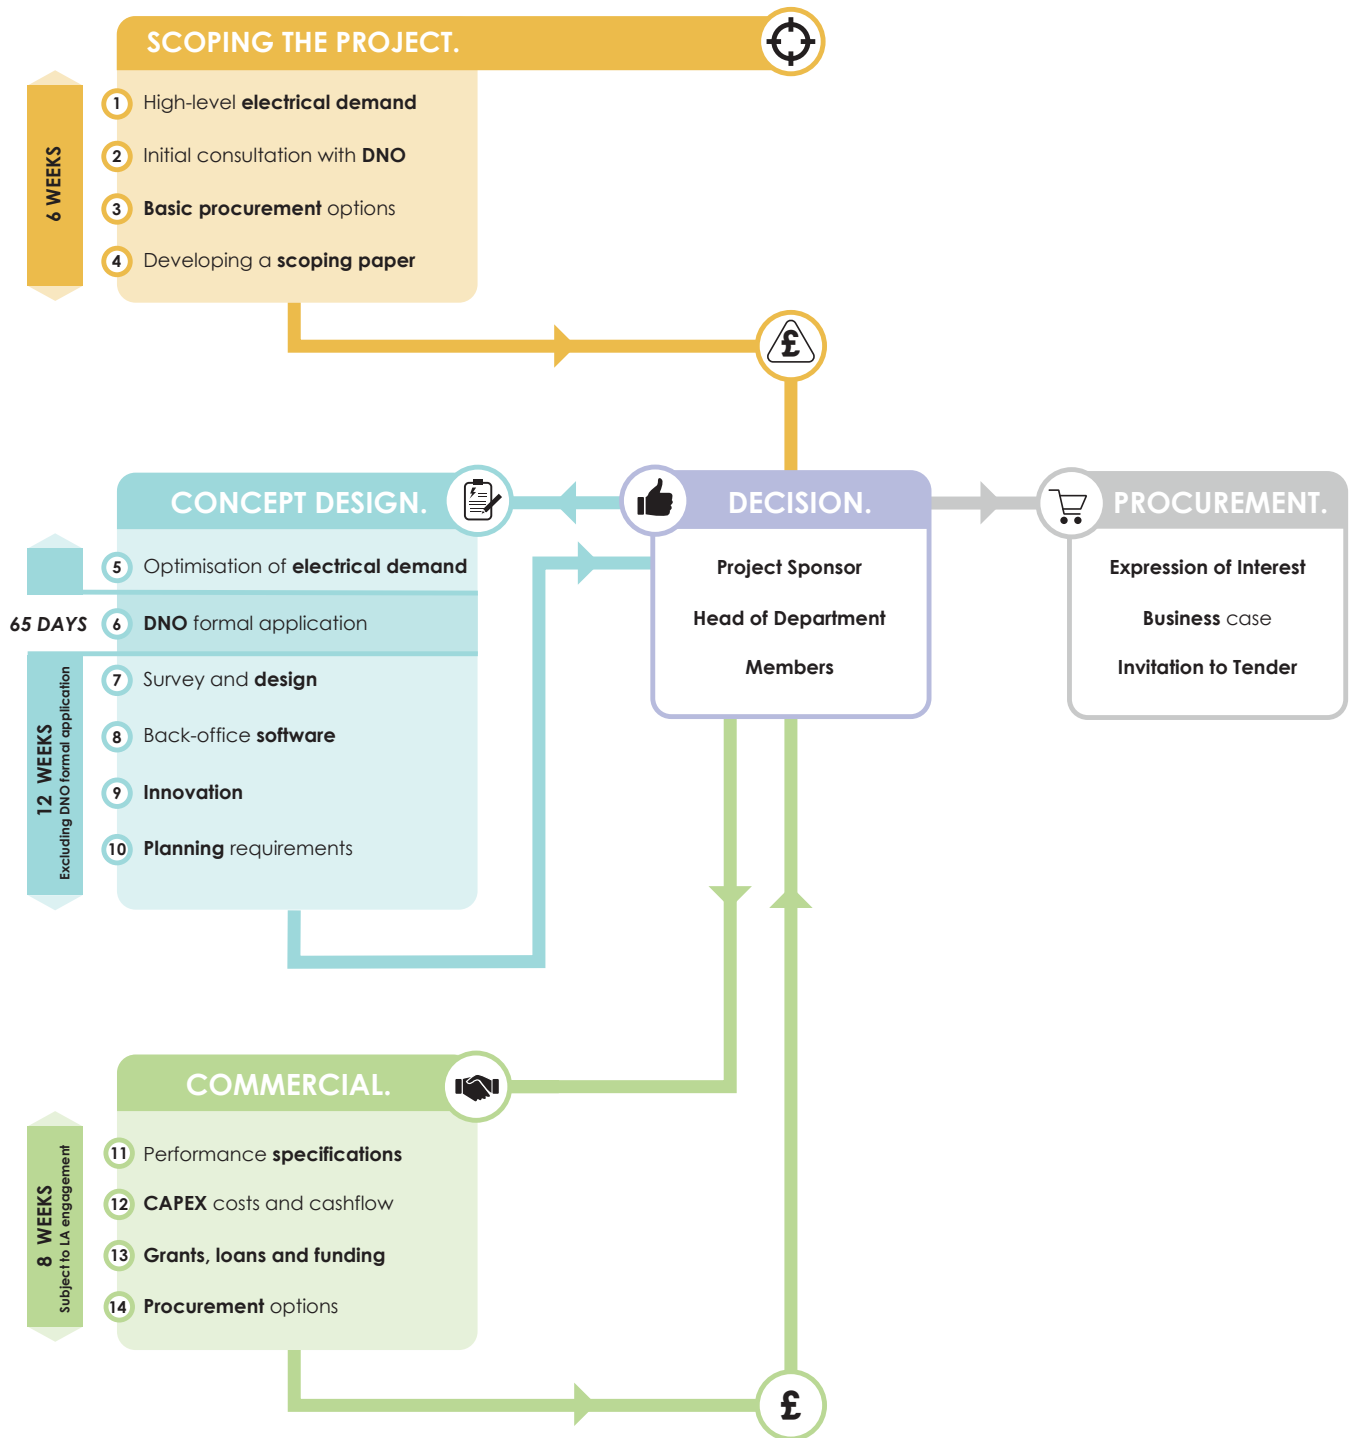 SCOPING THE PROJECT.
6 WEEKS
1 High-level electrical demand
2 Initial consultation with DNO
3 Basic procurement options
4 Developing a scoping paper
£
CONCEPT DESIGN.
5 Optimisation of electrical demand
65 DAYS
6 DNO formal application
12 WEEKS
Excluding DNO formal application
7 Survey and design
8 Back-office software
9 Innovation
10 Planning requirements
DECISION.
Project Sponsor
Head of Department
Members
PROCUREMENT.
Expression of Interest
Business case
Invitation to Tender
COMMERCIAL.
8 WEEKS
Subject to LA engagement
11 Performance specifications
12 CAPEX costs and cashflow
13 Grants, loans and funding
14 Procurement options
£